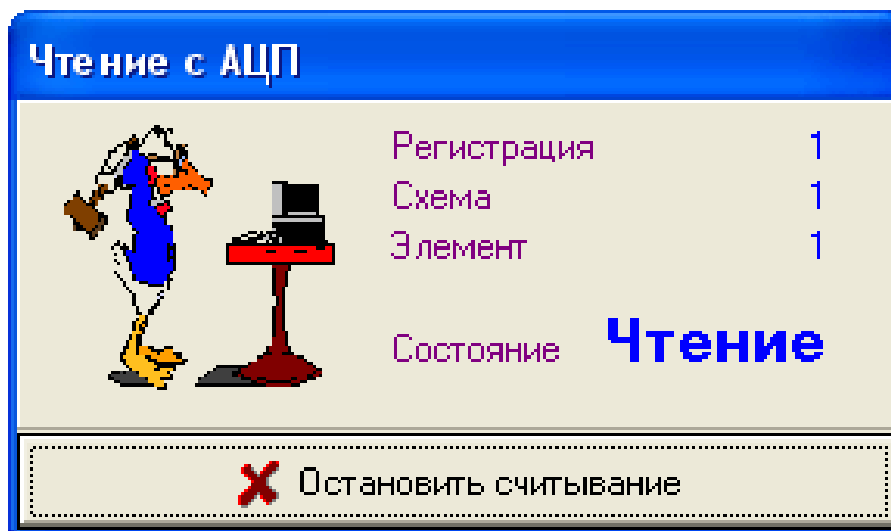 Чтение с АЦП
Регистрация 1
Схема 1
Элемент 1
Состояние Чтение
Остановить считывание